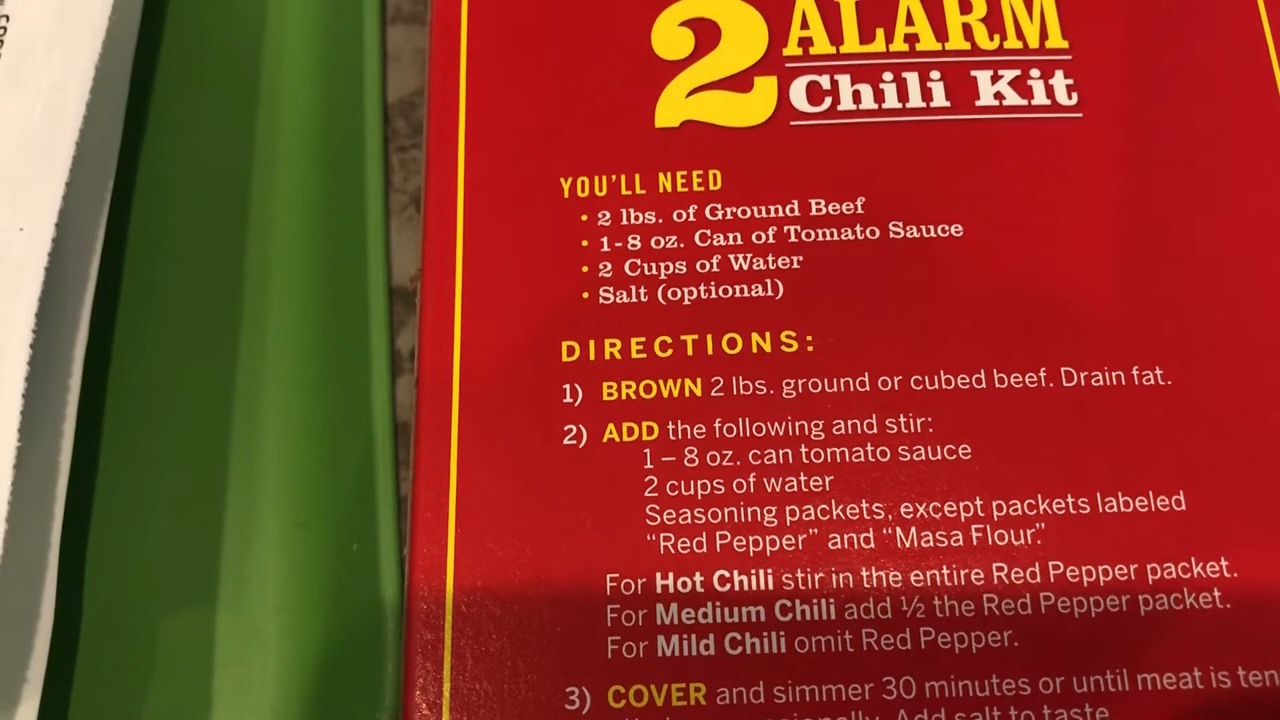 2 ALARM
Chili Kit
YOU'LL NEED
• 2 lbs. of Ground Beef
• 1-8 oz. Can of Tomato Sauce
• 2 Cups of Water
• Salt (optional)
DIRECTIONS:
1) BROWN 2 lbs. ground or cubed beef. Drain fat.
2) ADD the following and stir:
1 – 8 oz. can tomato sauce
2 cups of water
Seasoning packets, except packets labeled
“Red Pepper” and “Masa Flour.”
For Hot Chili stir in the entire Red Pepper packet.
For Medium Chili add ½ the Red Pepper packet.
For Mild Chili omit Red Pepper.
3) COVER and simmer 30 minutes or until meat is ten
Add salt to taste